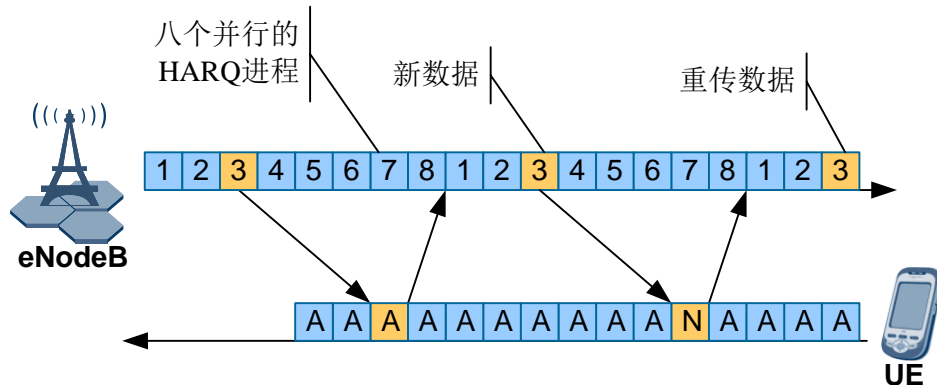 八个并行的
HARQ进程
新数据
重传数据
1 2 3 4 5 6 7 8 1 2 3 4 5 6 7 8 1 2 3
eNodeB
A A A A A A A A A A N A A A A
UE